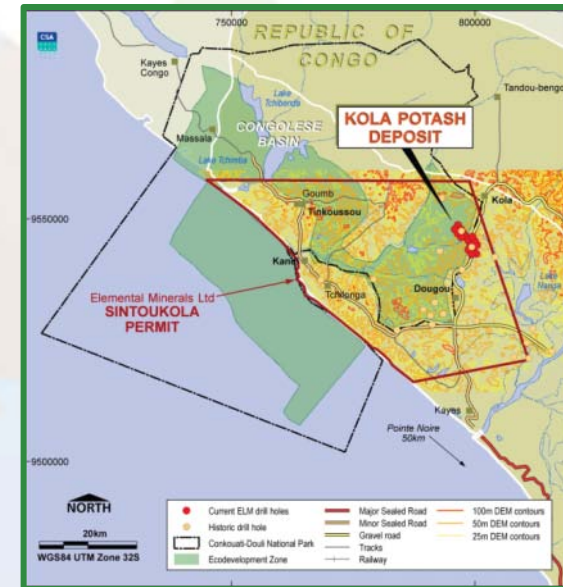 CSA
750000
800000
REPUBLIC OF
CONGO
Kayes
Congo
Tandou-bengo
Lake
Tchibenda
Massala
CONGOLESE
BASIN
KOLA POTASH
DEPOSIT
Lake Tchimba
Goumb
Tinkoussou
Kola
9550000
Kane
Lake
Nanga
Dougou
Elemental Minerals Ltd
SINTOUKOLA
PERMIT
Tchilonga
Kayes
Pointe Noire
50km
9500000
NORTH
20km
WGS84 UTM Zone 32S
Current ELM drill holes
Historic drill hole
Conkouati-Douli National Park
Ecodevelopment Zone
Major Sealed Road
Minor Sealed Road
Gravel road
Tracks
Railway
100m DEM contours
50m DEM contours
25m DEM contours